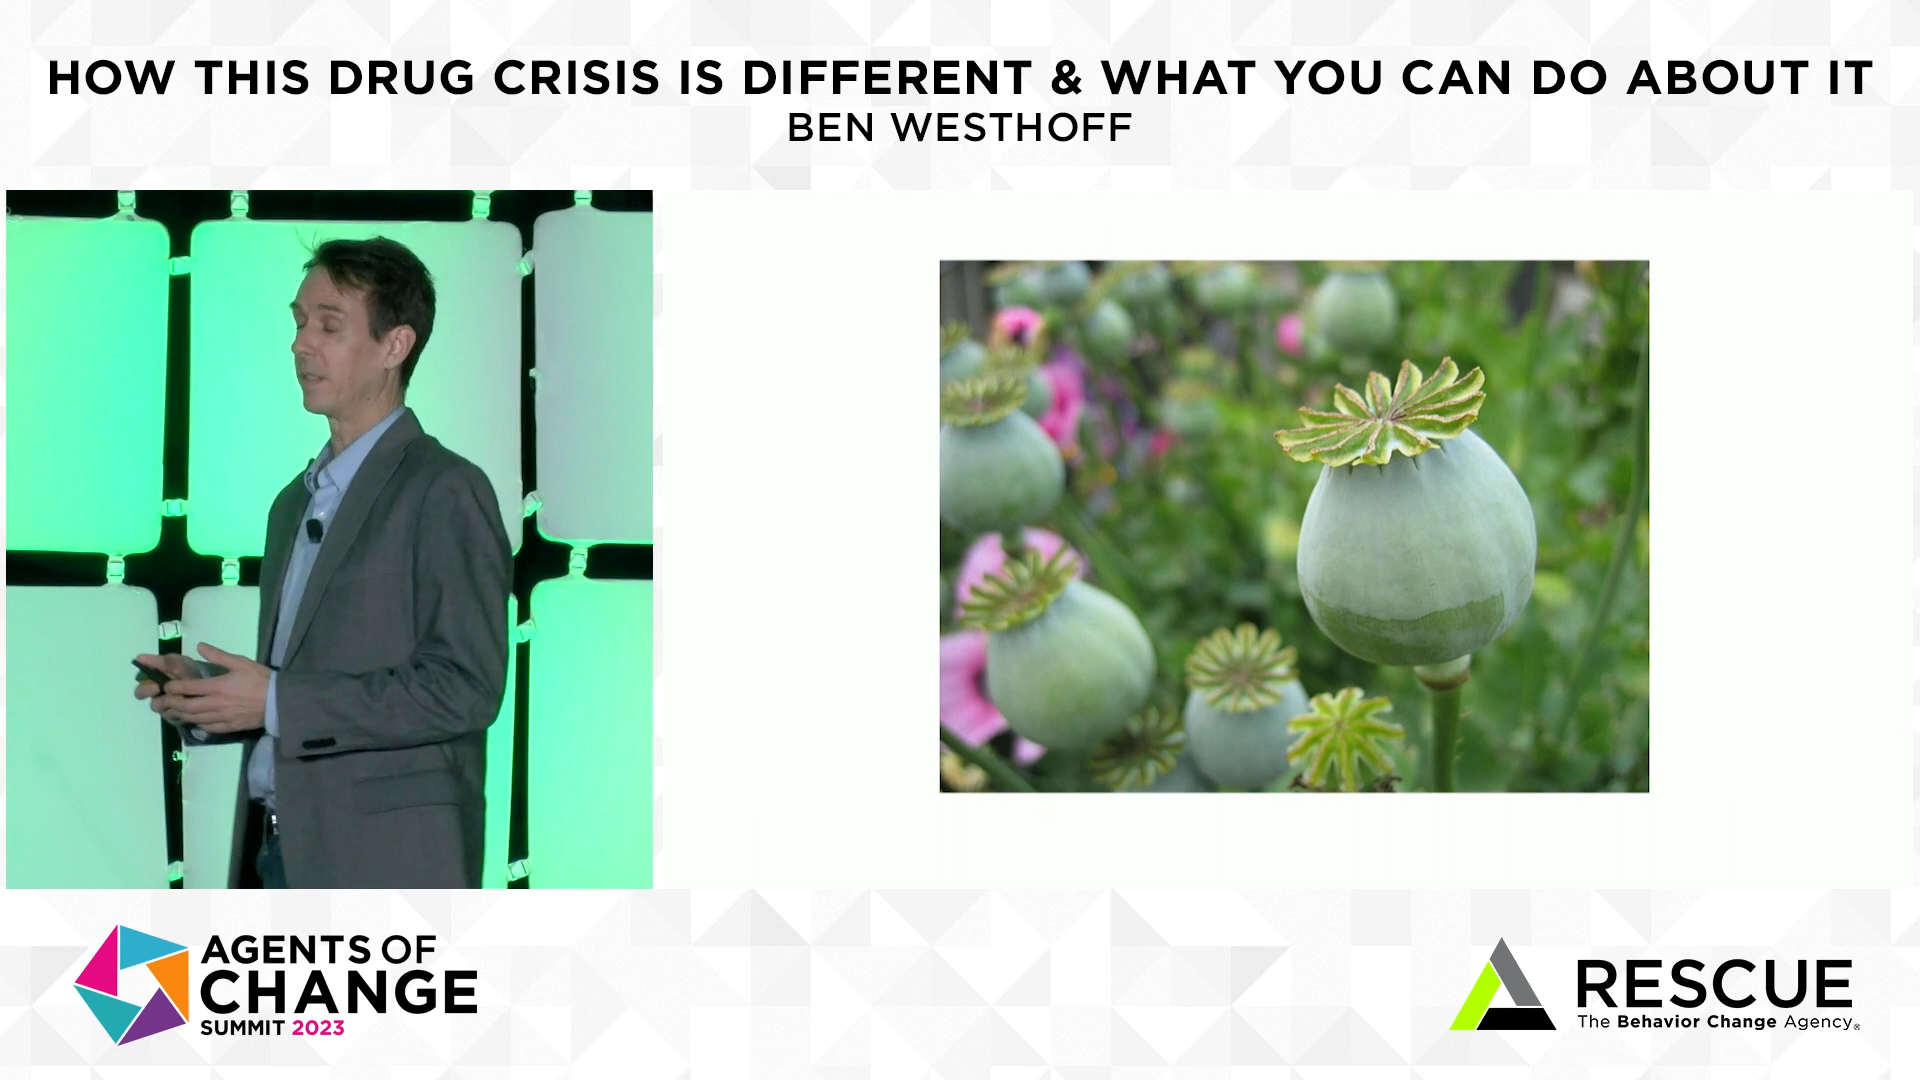 HOW THIS DRUG CRISIS IS DIFFERENT & WHAT YOU CAN DO ABOUT IT
BEN WESTHOFF
AGENTS OF
CHANGE
SUMMIT 2023
RESCUE
The Behavior Change Agency®